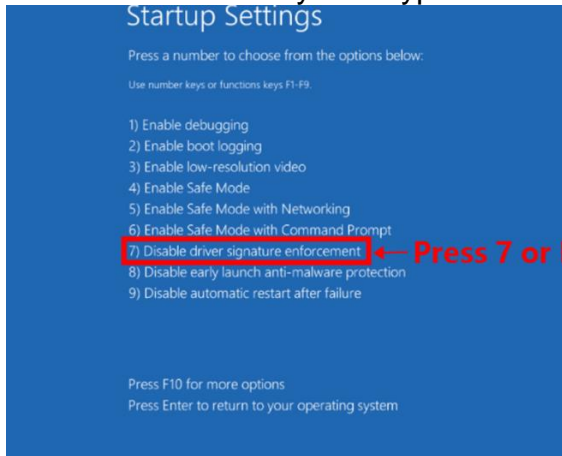 Startup Settings
Press a number to choose from the options below:
Use number keys or functions keys F1-F9.
1) Enable debugging
2) Enable boot logging
3) Enable low-resolution video
4) Enable Safe Mode
5) Enable Safe Mode with Networking
6) Enable Safe Mode with Command Prompt
7) Disable driver signature enforcement ← Press 7 or
8) Disable early launch anti-malware protection
9) Disable automatic restart after failure
Press F10 for more options
Press Enter to return to your operating system